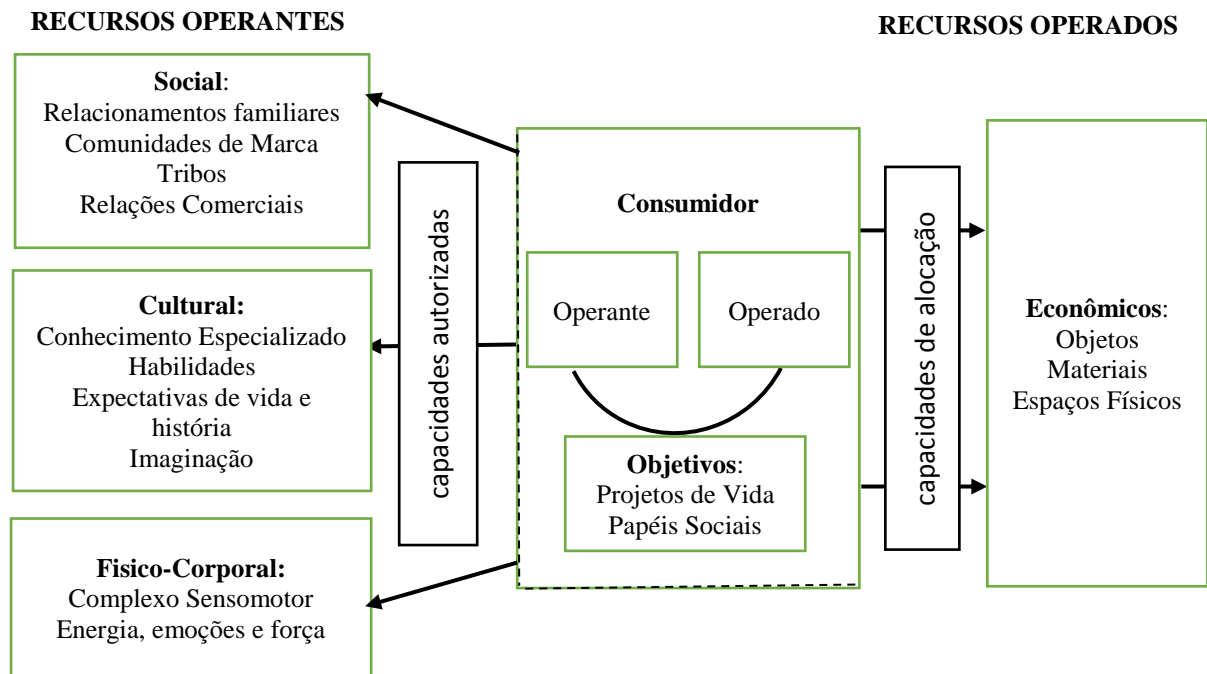 RECURSOS OPERANTES
RECURSOS OPERADOS
Social:
Relacionamentos familiares
Comunidades de Marca
Tribos
Relações Comerciais
Cultural:
Conhecimento Especializado
Habilidades
Expectativas de vida e
história
Imaginação
Fisico-Corporal:
Complexo Sensomotor
Energia, emoções e força
capacidades autorizadas
Consumidor
Operante
Operado
Objetivos:
Projetos de Vida
Papéis Sociais
capacidades de alocação
Econômicos:
Objetos
Materiais
Espaços Físicos